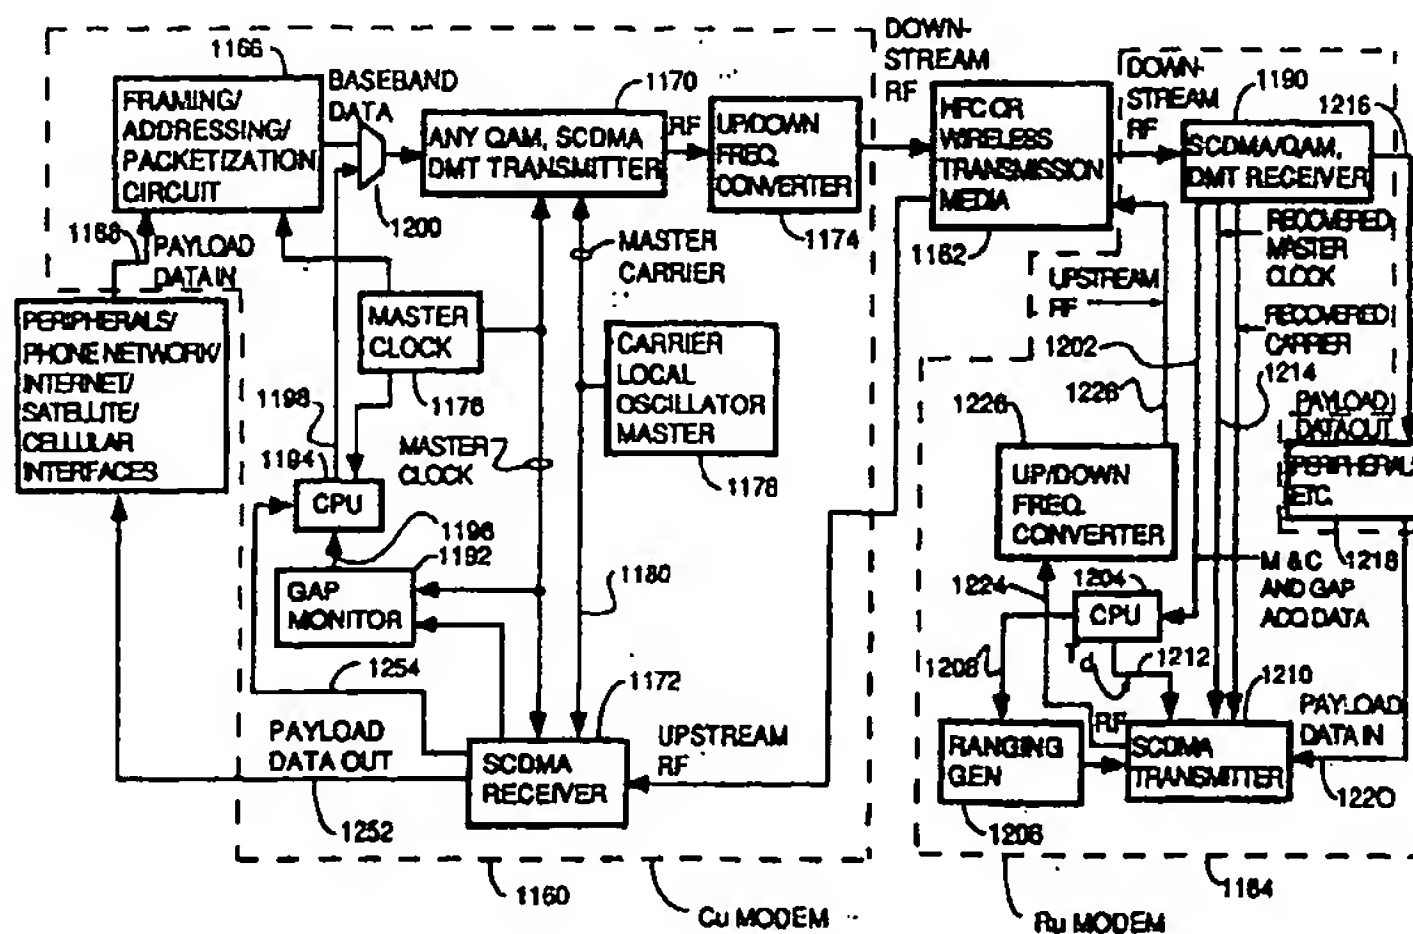 1166
FRAMING/
ADDRESSING/
PACKETIZATION
CIRCUIT
BASEBAND
DATA
1200
1170
ANY QAM, SCDMA
DMT TRANSMITTER
RF
UP/DOWN
FREQ.
CONVERTER
1174
DOWN-
STREAM
RF
HFC OR
WIRELESS
TRANSMISSION
MEDIA
1162
DOWN-
STREAM
RF
1190
1216
SCDMA/QAM,
DMT RECEIVER
1168
PAYLOAD
DATA IN
MASTER
CARRIER
RECOVERED
MASTER
CLOCK
UPSTREAM
RF
RECOVERED
CARRIER
PERIPHERALS/
PHONE NETWORK/
INTERNET/
SATELLITE/
CELLULAR
INTERFACES
MASTER
CLOCK
1176
CARRIER
LOCAL
OSCILLATOR
MASTER
1178
1202
1214
1226
1226
PAYLOAD
DATA OUT
PERIPHERAL
ETC.
1218
1198
1194
CPU
MASTER
CLOCK
1196
1192
GAP
MONITOR
1180
UP/DOWN
FREQ.
CONVERTER
1224
1204
CPU
M & C
AND GAP
ACQ DATA
1208
Td
1212
1210
1254
1172
PAYLOAD
DATA OUT
SCDMA
RECEIVER
UPSTREAM
RF
RANGING
GEN
1206
RF
SCDMA
TRANSMITTER
PAYLOAD
DATA IN
1220
1252
1160
Cu MODEM
Ru MODEM
1164